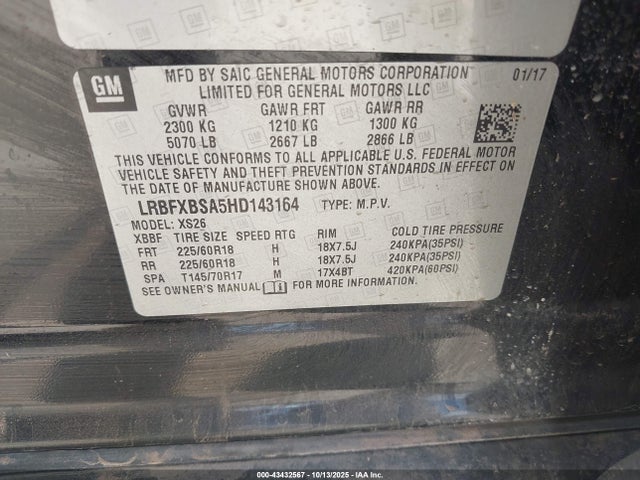 GM
MFD BY SAIC GENERAL MOTORS CORPORATION 01/17
LIMITED FOR GENERAL MOTORS LLC
GVWR GAWR FRT GAWR RR
2300 KG 1210 KG 1300 KG
5070 LB 2667 LB 2866 LB
THIS VEHICLE CONFORMS TO ALL APPLICABLE U.S. FEDERAL MOTOR
VEHICLE SAFETY AND THEFT PREVENTION STANDARDS IN EFFECT ON
THE DATE OF MANUFACTURE SHOWN ABOVE.
LRBFXBSA5HD143164 TYPE: M.P.V.
MODEL: XS26
XBBF TIRE SIZE SPEED RTG RIM COLD TIRE PRESSURE
FRT 225/60R18 H 18X7.5J 240KPA(35PSI)
RR 225/60R18 H 18X7.5J 240KPA(35PSI)
SPA T145/70R17 M 17X4BT 420KPA(60PSI)
SEE OWNER'S MANUAL FOR MORE INFORMATION.
000-43432567 - 10/13/2025 - IAA Inc.